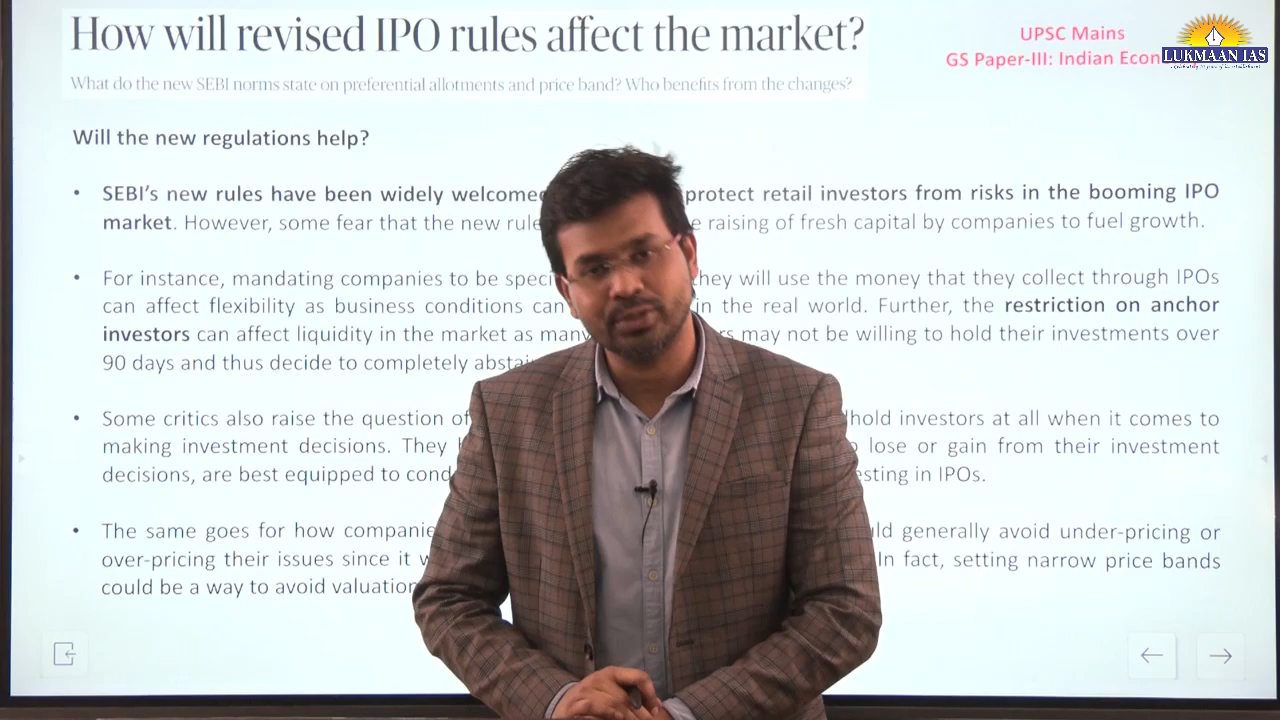 How will revised IPO rules affect the market?
What do the new SEBI norms state on preferential allotments and price band? Who benefits from the changes?
UPSC Mains
GS Paper-III: Indian Econ
LUKMAAN IAS
Will the new regulations help?
• SEBI's new rules have been widely welcomed protect retail investors from risks in the booming IPO
market. However, some fear that the new rule raising of fresh capital by companies to fuel growth.
• For instance, mandating companies to be speci they will use the money that they collect through IPOs
can affect flexibility as business conditions can in the real world. Further, the restriction on anchor
investors can affect liquidity in the market as many may not be willing to hold their investments over
90 days and thus decide to completely abstai
• Some critics also raise the question of dhold investors at all when it comes to
making investment decisions. They lose or gain from their investment
decisions, are best equipped to cond esting in IPOs.
• The same goes for how companie uld generally avoid under-pricing or
over-pricing their issues since it In fact, setting narrow price bands
could be a way to avoid valuation